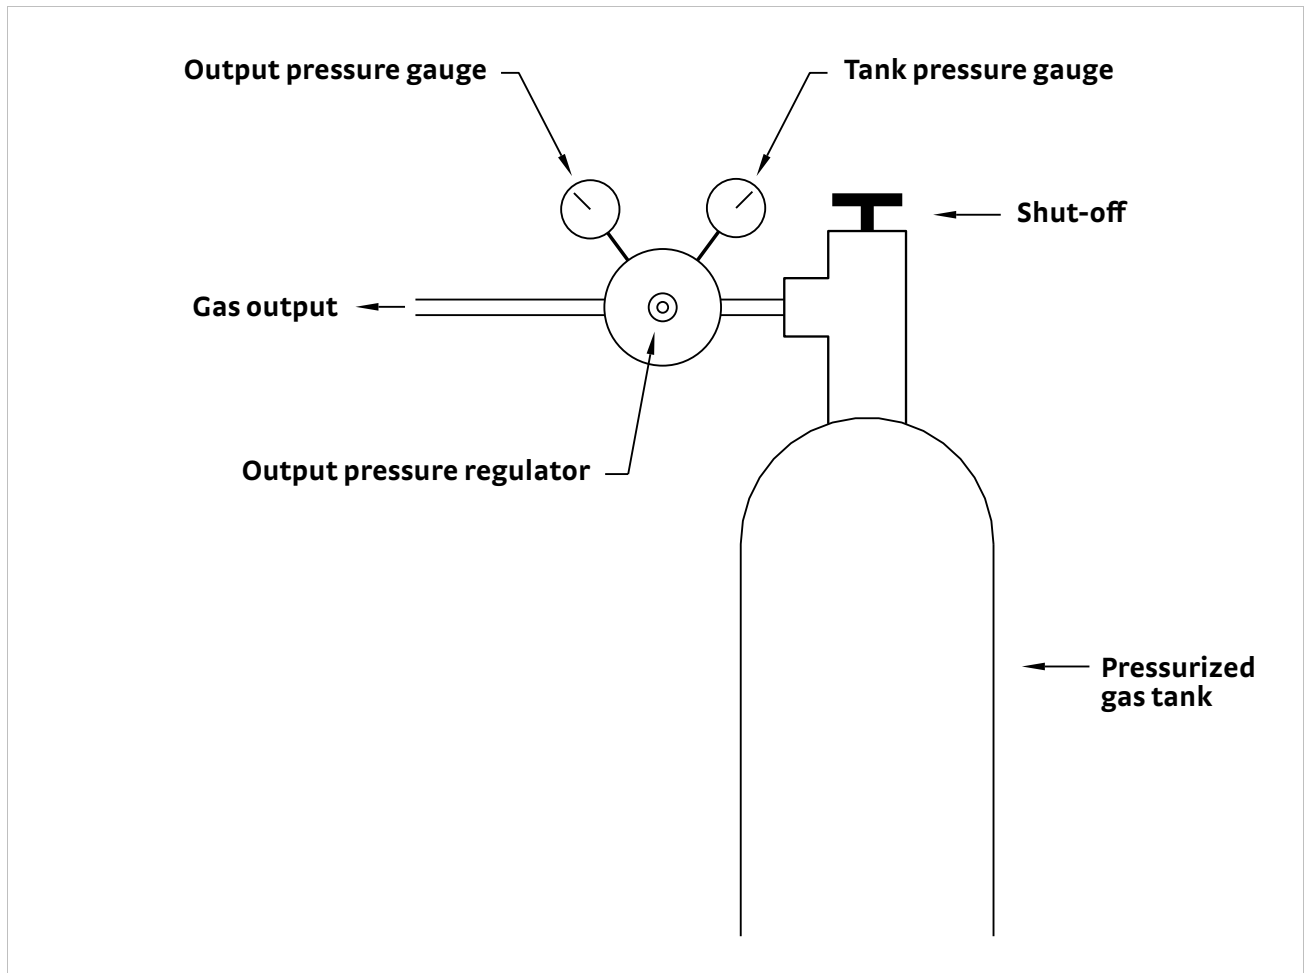 Output pressure gauge
Tank pressure gauge
Shut-off
Gas output
Output pressure regulator
Pressurized
gas tank